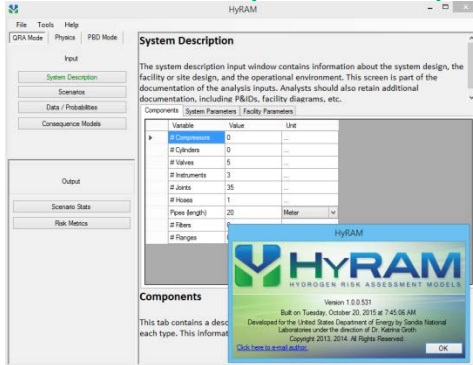 HyRAM
File Tools Help
QRA Mode Physics PBD Mode
Input
System Description
Scenarios
Data / Probabilities
Consequence Models
Output
Scenario Stats
Risk Metrics
System Description
The system description input window contains information about the system design, the
facility or site design, and the operational environment. This screen is part of the
documentation of the analysis inputs. Analysts should also retain additional
documentation, including P&IDs, facility diagrams, etc.
Components System Parameters Facility Parameters
Variable Value Unit
# Compressors 0 ...
# Cylinders 0 ...
# Valves 5 ...
# Instruments 3 ...
# Joints 35 ...
# Hoses 1 ...
Pipes (length) 20 Meter
# Filters
# Flanges
Components
This tab contains a desc
each type. This informat
HyRAM
HYRAM
HYDROGEN RISK ASSESSMENT MODELS
Version 1.0.0.531
Built on Tuesday, October 20, 2015 at 7:45:06 AM
Developed for the United States Department of Energy by Sandia National
Laboratories under the direction of Dr. Katrina Groth
Copyright 2013, 2014. All Rights Reserved.
Click here to e-mail author.
OK